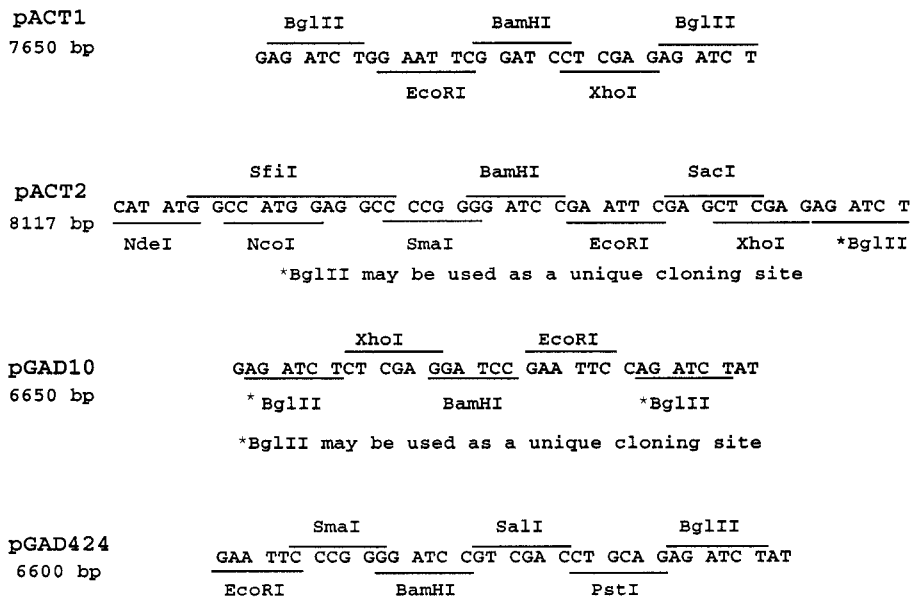 pACT1
7650 bp
BglII BamHI BglII
GAG ATC TGG AAT TCG GAT CCT CGA GAG ATC T
EcoRI XhoI
pACT2
8117 bp
SfiI BamHI SacI
CAT ATG GCC ATGG AGGCC CCG GGG ATC CGA ATT CGA GCT CGA GAG ATC T
NdeI NcoI SmaI EcoRI XhoI *BglII
*BglII may be used as a unique cloning site
pGAD10
6650 bp
XhoI EcoRI
GAG ATC TCT CGA GGA TCC GAA TTC CAG ATC TAT
*BglII BamHI *BglII
*BglII may be used as a unique cloning site
pGAD424
6600 bp
SmaI SalI BglII
GAA TTC CCG GGG ATC CGT CGA CCT GCA GAG ATC TAT
EcoRI BamHI PstI